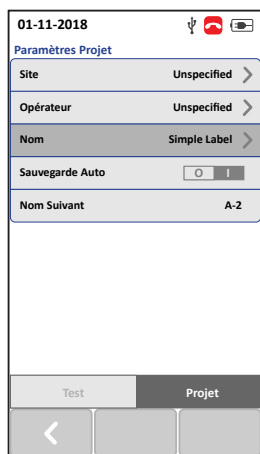 01-11-2018
Paramètres Projet
Site Unspecified
Opérateur Unspecified
Nom Simple Label
Sauvegarde Auto O I
Nom Suivant A-2
Test Projet